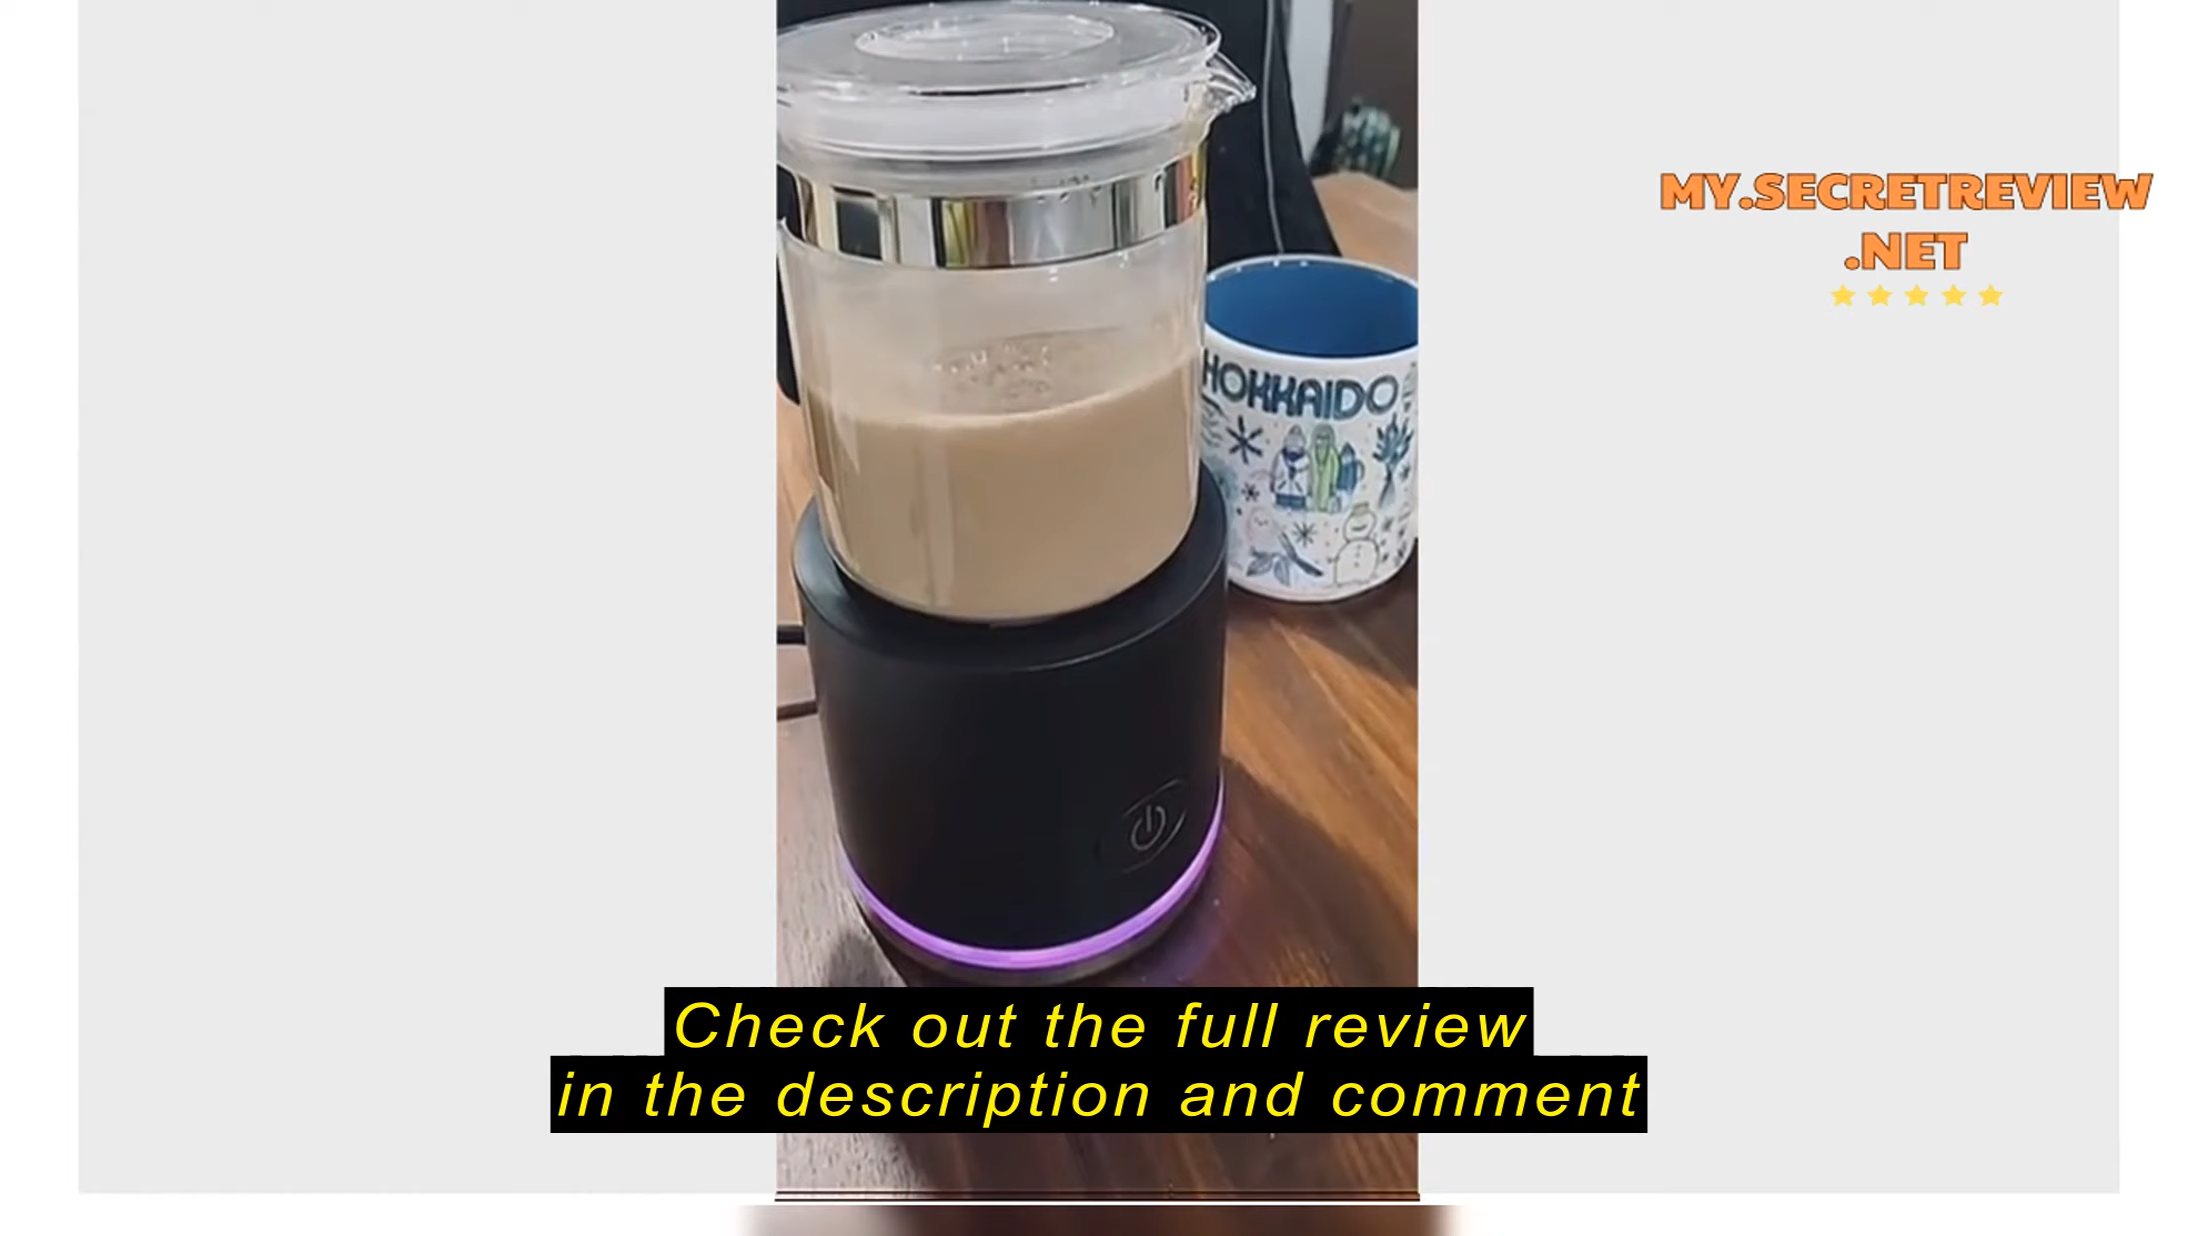 MY.SECRETREVIEW
.NET
HOKKAIDO
Check out the full review
in the description and comment